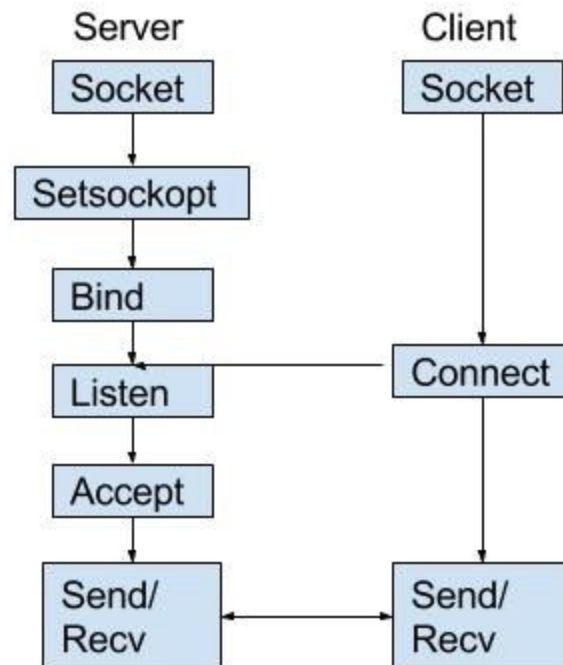 Server
Client
Socket
Socket
Setsockopt
Bind
Listen
Connect
Accept
Send/
Recv
Send/
Recv